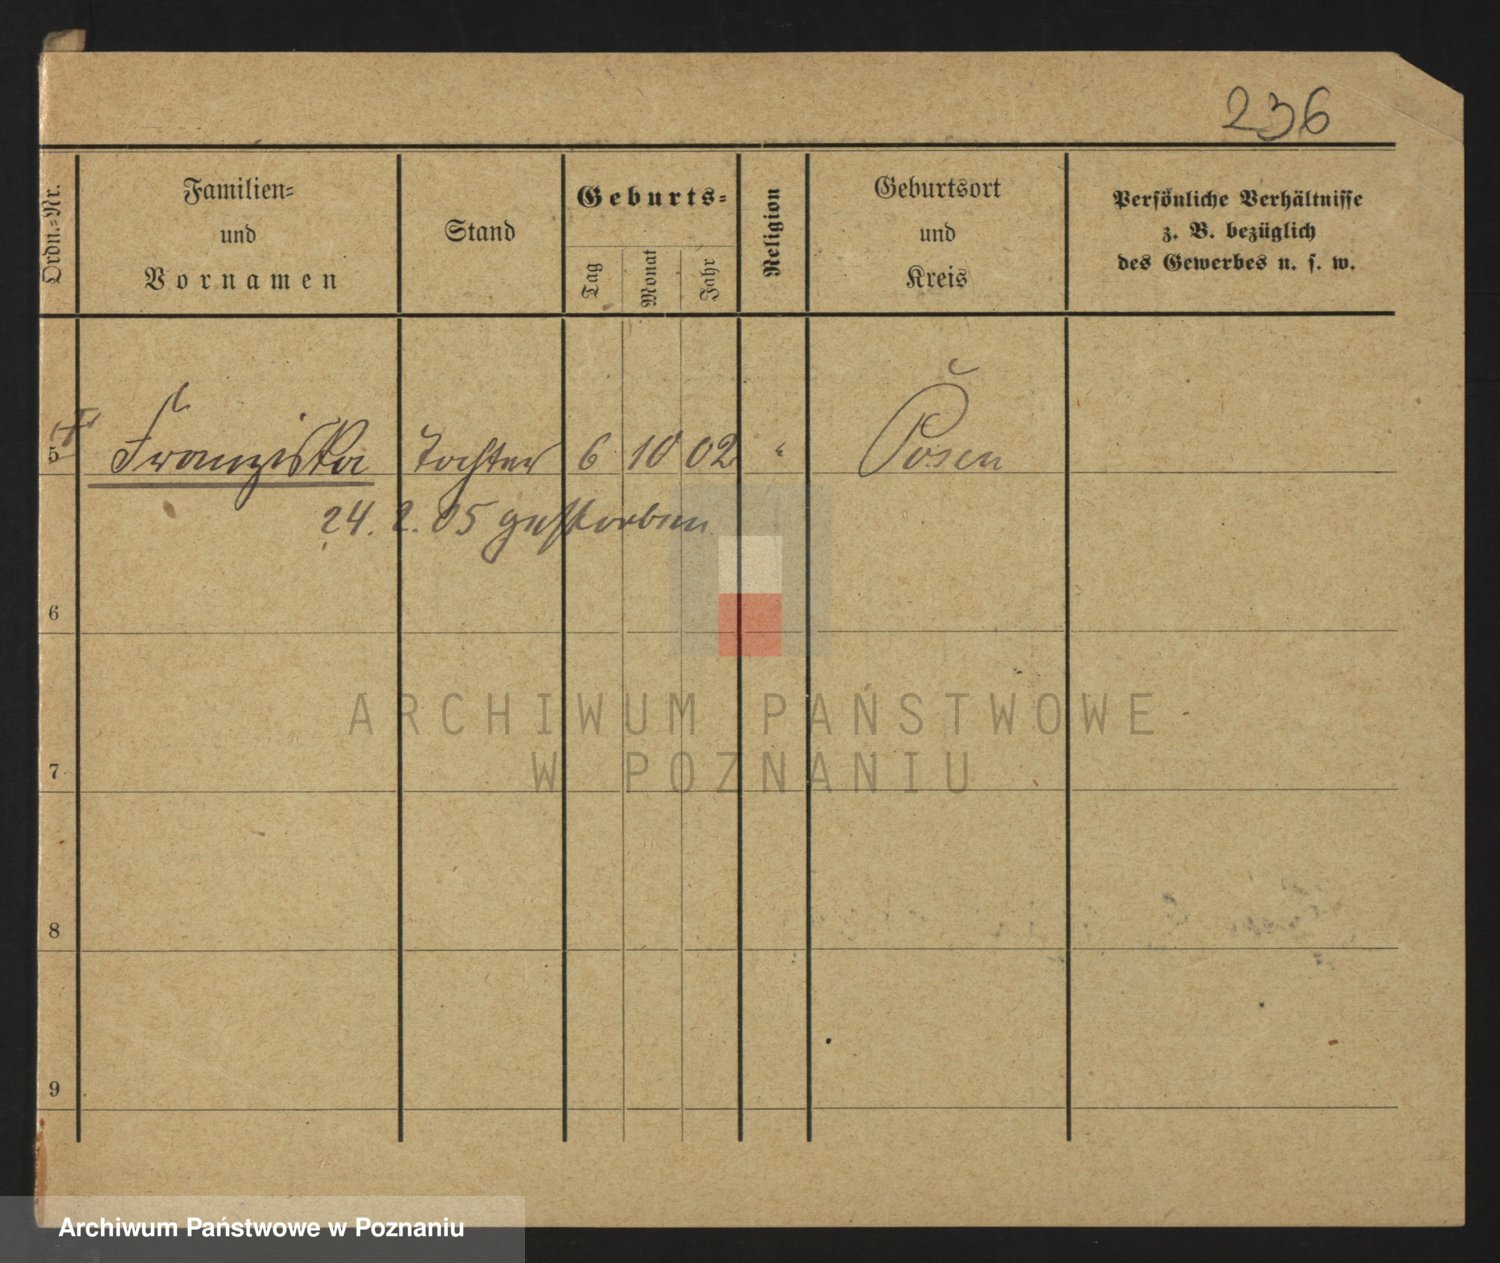 236
Ordn.-Nr.
Familien-
und
Vornamen
Stand
Geburts-
Tag
Monat
Jahr
Religion
Geburtsort
und
Kreis
Persönliche Verhältnisse
z. B. bezüglich
des Gewerbes u. s. w.
5 Franziska Tochter 6 10 02 " Posen
24. 2. 05 gestorben
6
7
8
9
ARCHIWUM PAŃSTWOWE
W POZNANIU
Archiwum Państwowe w Poznaniu